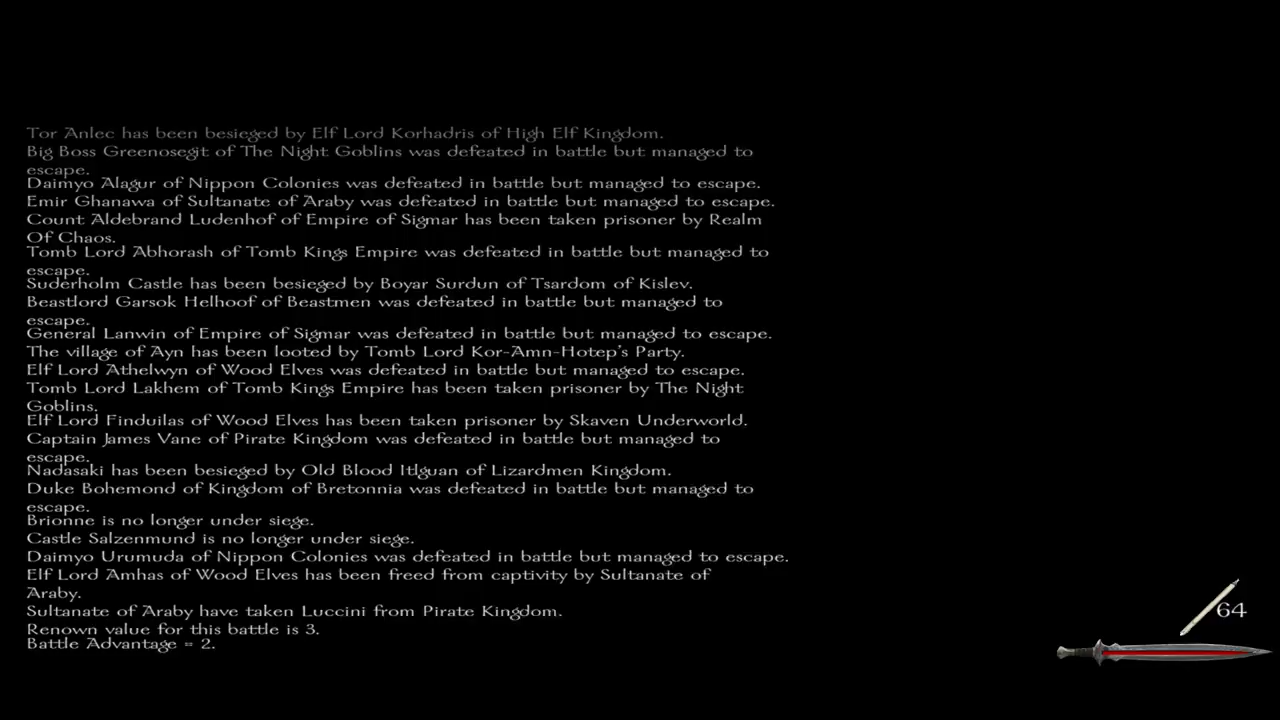 Tor Anlec has been besieged by Elf Lord Korhadris of High Elf Kingdom.
Big Boss Greenosegit of The Night Goblins was defeated in battle but managed to
escape.
Daimyo Alagur of Nippon Colonies was defeated in battle but managed to escape.
Emir Ghanawa of Sultanate of Araby was defeated in battle but managed to escape.
Count Aldebrand Ludenhof of Empire of Sigmar has been taken prisoner by Realm
Of Chaos.
Tomb Lord Abhorash of Tomb Kings Empire was defeated in battle but managed to
escape.
Suderholm Castle has been besieged by Boyar Surdun of Tsardom of Kislev.
Beastlord Garsok Helhoof of Beastmen was defeated in battle but managed to
escape.
General Lanwin of Empire of Sigmar was defeated in battle but managed to escape.
The village of Ayn has been looted by Tomb Lord Kor-Amn-Hotep's Party.
Elf Lord Athelwyn of Wood Elves was defeated in battle but managed to escape.
Tomb Lord Lakhem of Tomb Kings Empire has been taken prisoner by The Night
Goblins.
Elf Lord Finduilas of Wood Elves has been taken prisoner by Skaven Underworld.
Captain James Vane of Pirate Kingdom was defeated in battle but managed to
escape.
Nadasaki has been besieged by Old Blood Itlguan of Lizardmen Kingdom.
Duke Bohemond of Kingdom of Bretonnia was defeated in battle but managed to
escape.
Brionne is no longer under siege.
Castle Salzenmund is no longer under siege.
Daimyo Urumuda of Nippon Colonies was defeated in battle but managed to escape.
Elf Lord Amhas of Wood Elves has been freed from captivity by Sultanate of
Araby.
Sultanate of Araby have taken Luccini from Pirate Kingdom.
Renown value for this battle is 3.
Battle Advantage = 2.
64